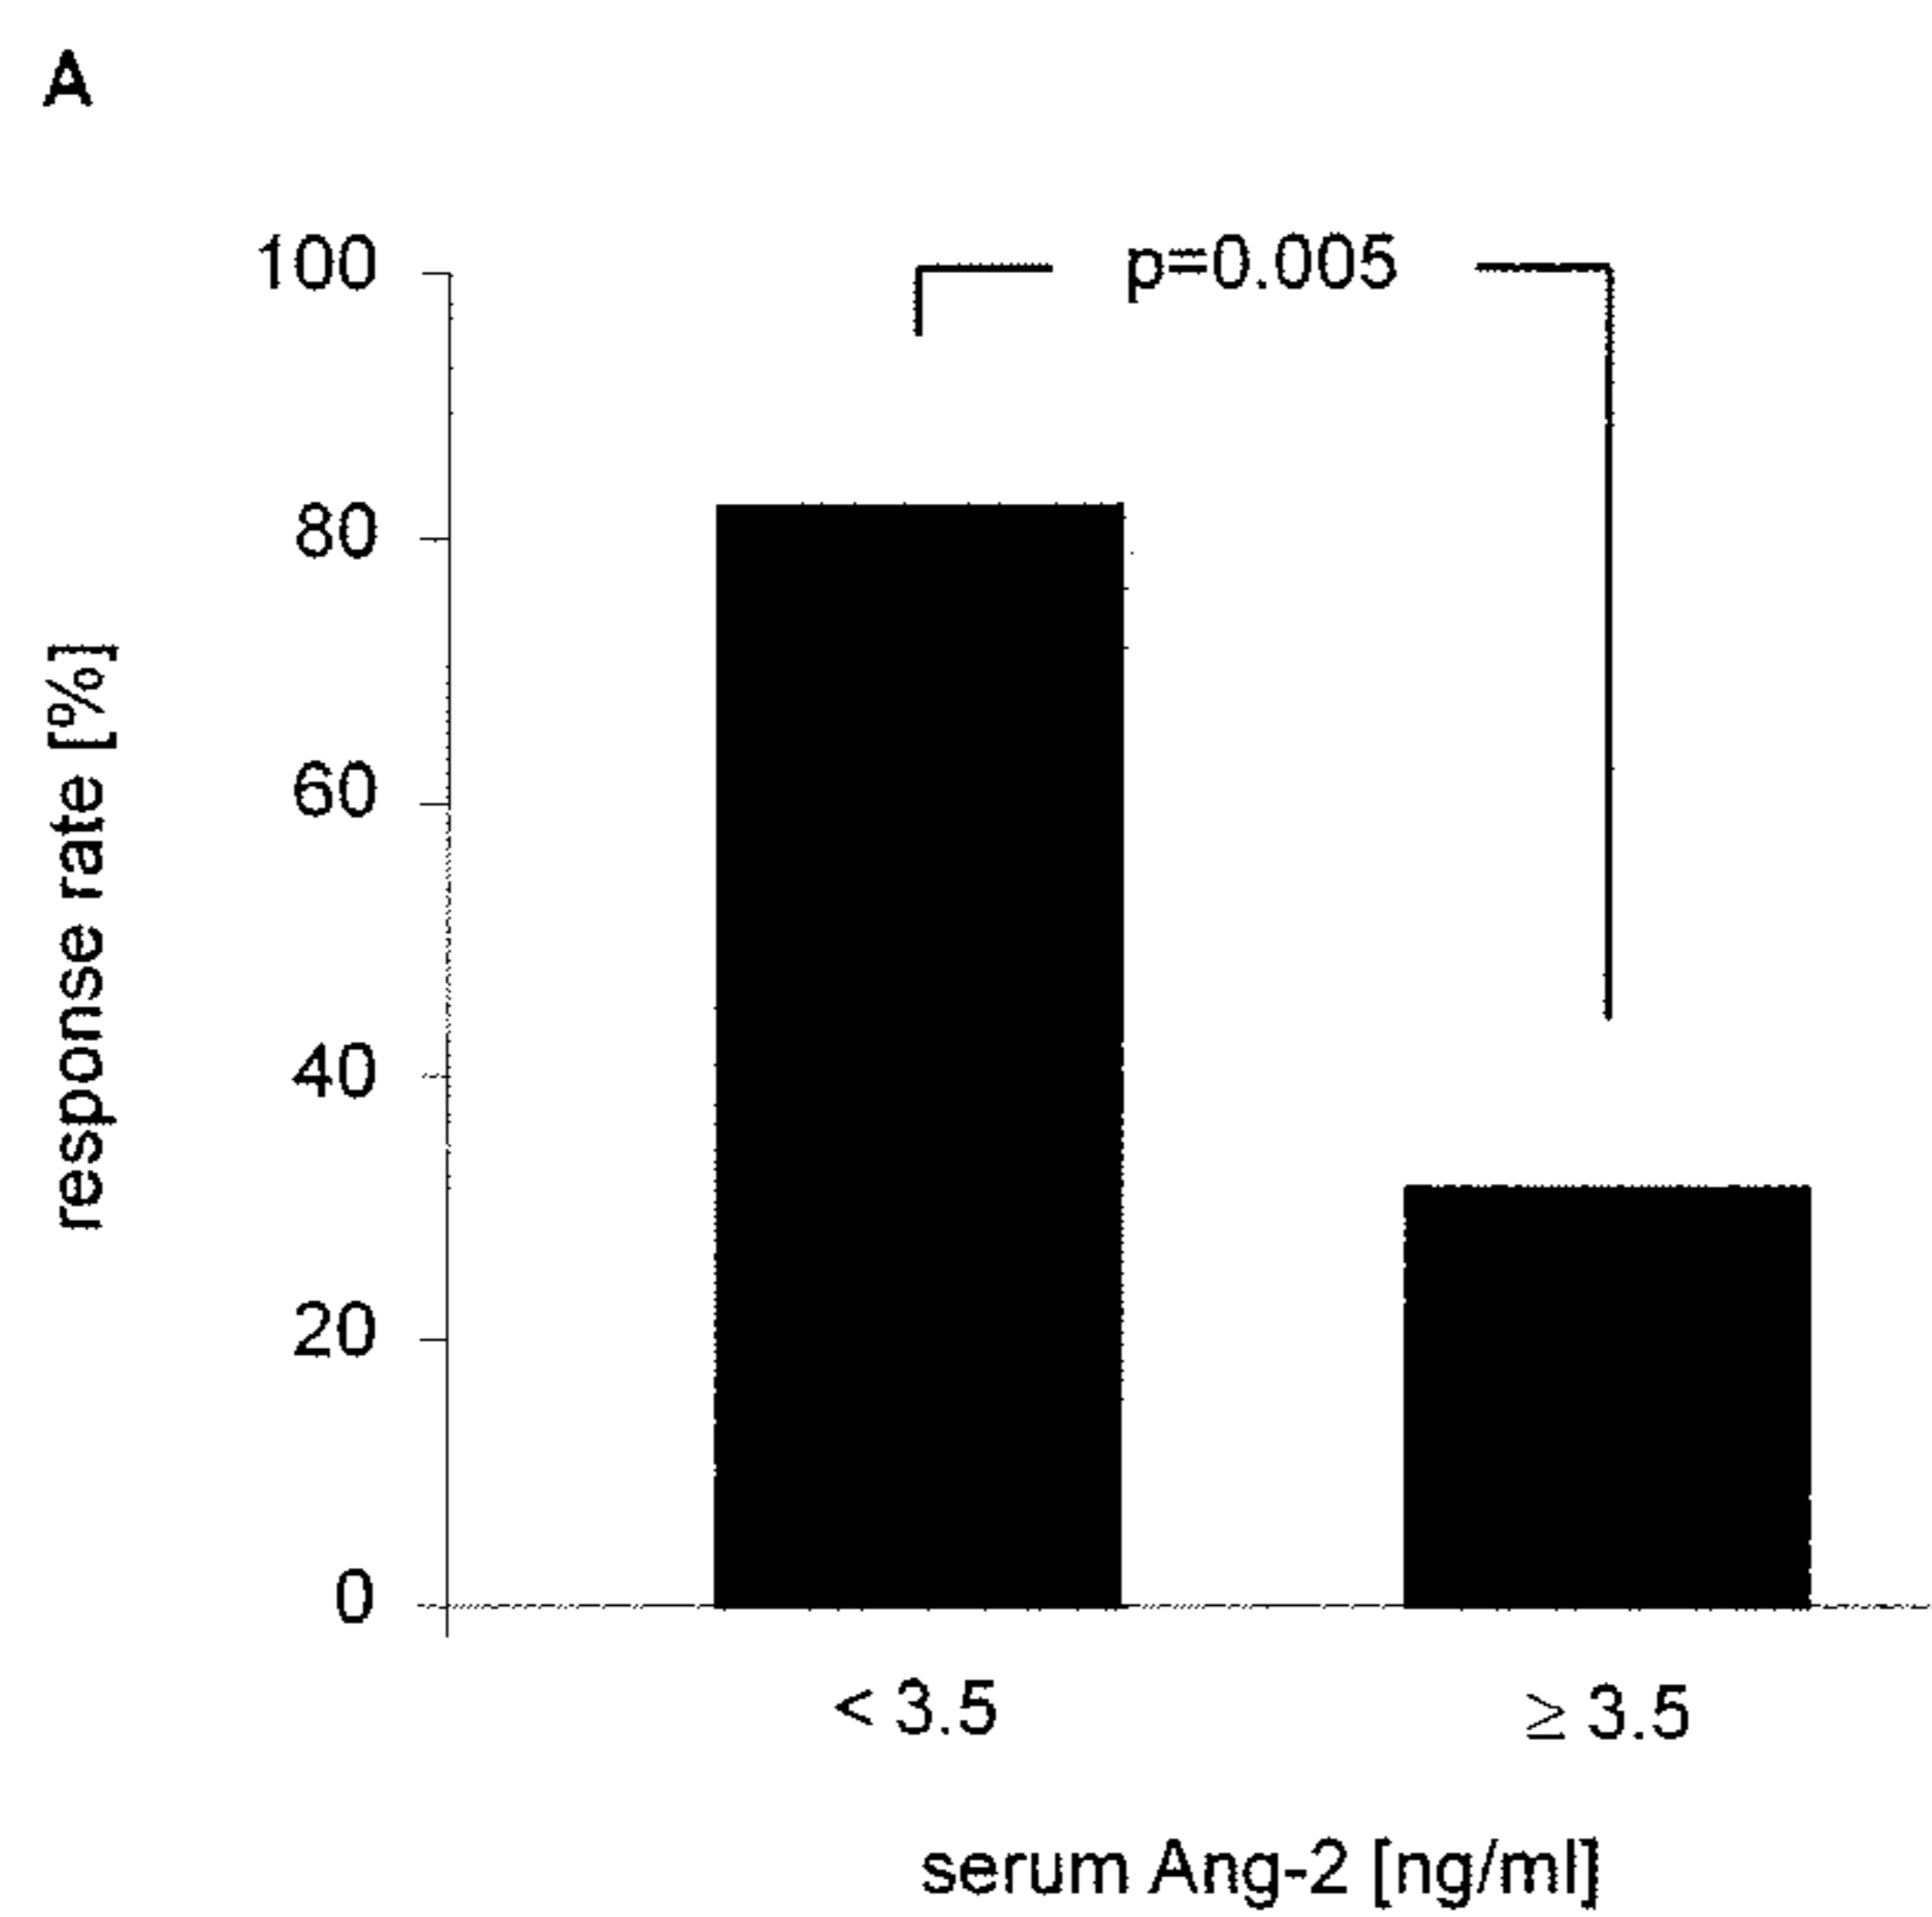 A
100
p=0.005
80
60
40
20
0
response rate [%]
< 3.5
≥ 3.5
serum Ang-2 [ng/ml]